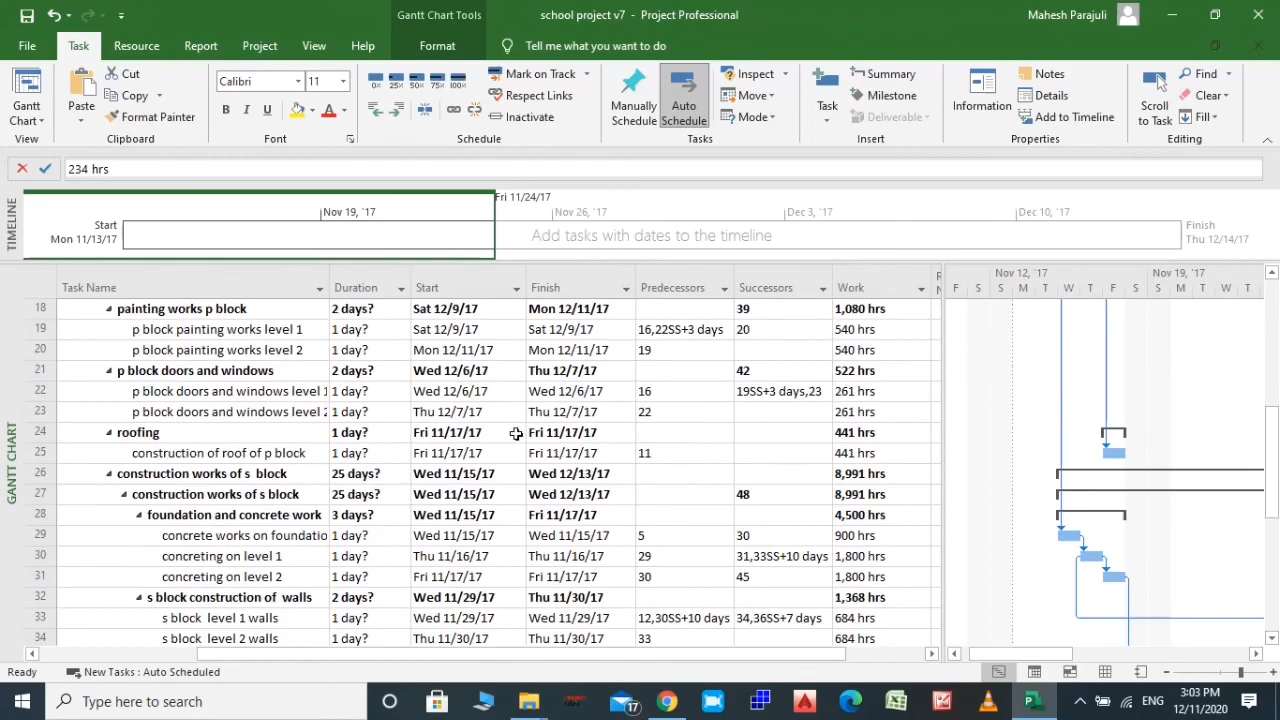 Gantt Chart Tools
school project v7 - Project Professional
Mahesh Parajuli
File Task Resource Report Project View Help Format Tell me what you want to do
Gantt Chart
View
Paste
Cut
Copy
Format Painter
Clipboard
Calibri 11
B I U A
Font
0% 25% 50% 75% 100%
Mark on Track
Respect Links
Inactivate
Schedule
Manually Schedule
Auto Schedule
Inspect
Move
Mode
Tasks
Task
Summary
Milestone
Deliverable
Insert
Information
Notes
Details
Add to Timeline
Properties
Scroll to Task
Find
Clear
Fill
Editing
234 hrs
TIMELINE
Fri 11/24/17
Nov 19, '17 Nov 26, '17 Dec 3, '17 Dec 10, '17
Start
Mon 11/13/17
Add tasks with dates to the timeline
Finish
Thu 12/14/17
GANTT CHART
Task Name Duration Start Finish Predecessors Successors Work R N
Nov 12, '17 Nov 19, '17
F S S M T W T F S S M T W T
18 painting works p block 2 days? Sat 12/9/17 Mon 12/11/17 39 1,080 hrs
19 p block painting works level 1 1 day? Sat 12/9/17 Sat 12/9/17 16,22SS+3 days 20 540 hrs
20 p block painting works level 2 1 day? Mon 12/11/17 Mon 12/11/17 19 540 hrs
21 p block doors and windows 2 days? Wed 12/6/17 Thu 12/7/17 42 522 hrs
22 p block doors and windows level 1 1 day? Wed 12/6/17 Wed 12/6/17 16 19SS+3 days,23 261 hrs
23 p block doors and windows level 2 1 day? Thu 12/7/17 Thu 12/7/17 22 261 hrs
24 roofing 1 day? Fri 11/17/17 Fri 11/17/17 441 hrs
25 construction of roof of p block 1 day? Fri 11/17/17 Fri 11/17/17 11 441 hrs
26 construction works of s block 25 days? Wed 11/15/17 Wed 12/13/17 8,991 hrs
27 construction works of s block 25 days? Wed 11/15/17 Wed 12/13/17 48 8,991 hrs
28 foundation and concrete work 3 days? Wed 11/15/17 Fri 11/17/17 4,500 hrs
29 concrete works on foundatio 1 day? Wed 11/15/17 Wed 11/15/17 5 30 900 hrs
30 concreting on level 1 1 day? Thu 11/16/17 Thu 11/16/17 29 31,33SS+10 days 1,800 hrs
31 concreting on level 2 1 day? Fri 11/17/17 Fri 11/17/17 30 45 1,800 hrs
32 s block construction of walls 2 days? Wed 11/29/17 Thu 11/30/17 1,368 hrs
33 s block level 1 walls 1 day? Wed 11/29/17 Wed 11/29/17 12,30SS+10 days 34,36SS+7 days 684 hrs
34 s block level 2 walls 1 day? Thu 11/30/17 Thu 11/30/17 33 684 hrs
Ready New Tasks : Auto Scheduled
Type here to search
17
ENG
3:03 PM
12/11/2020